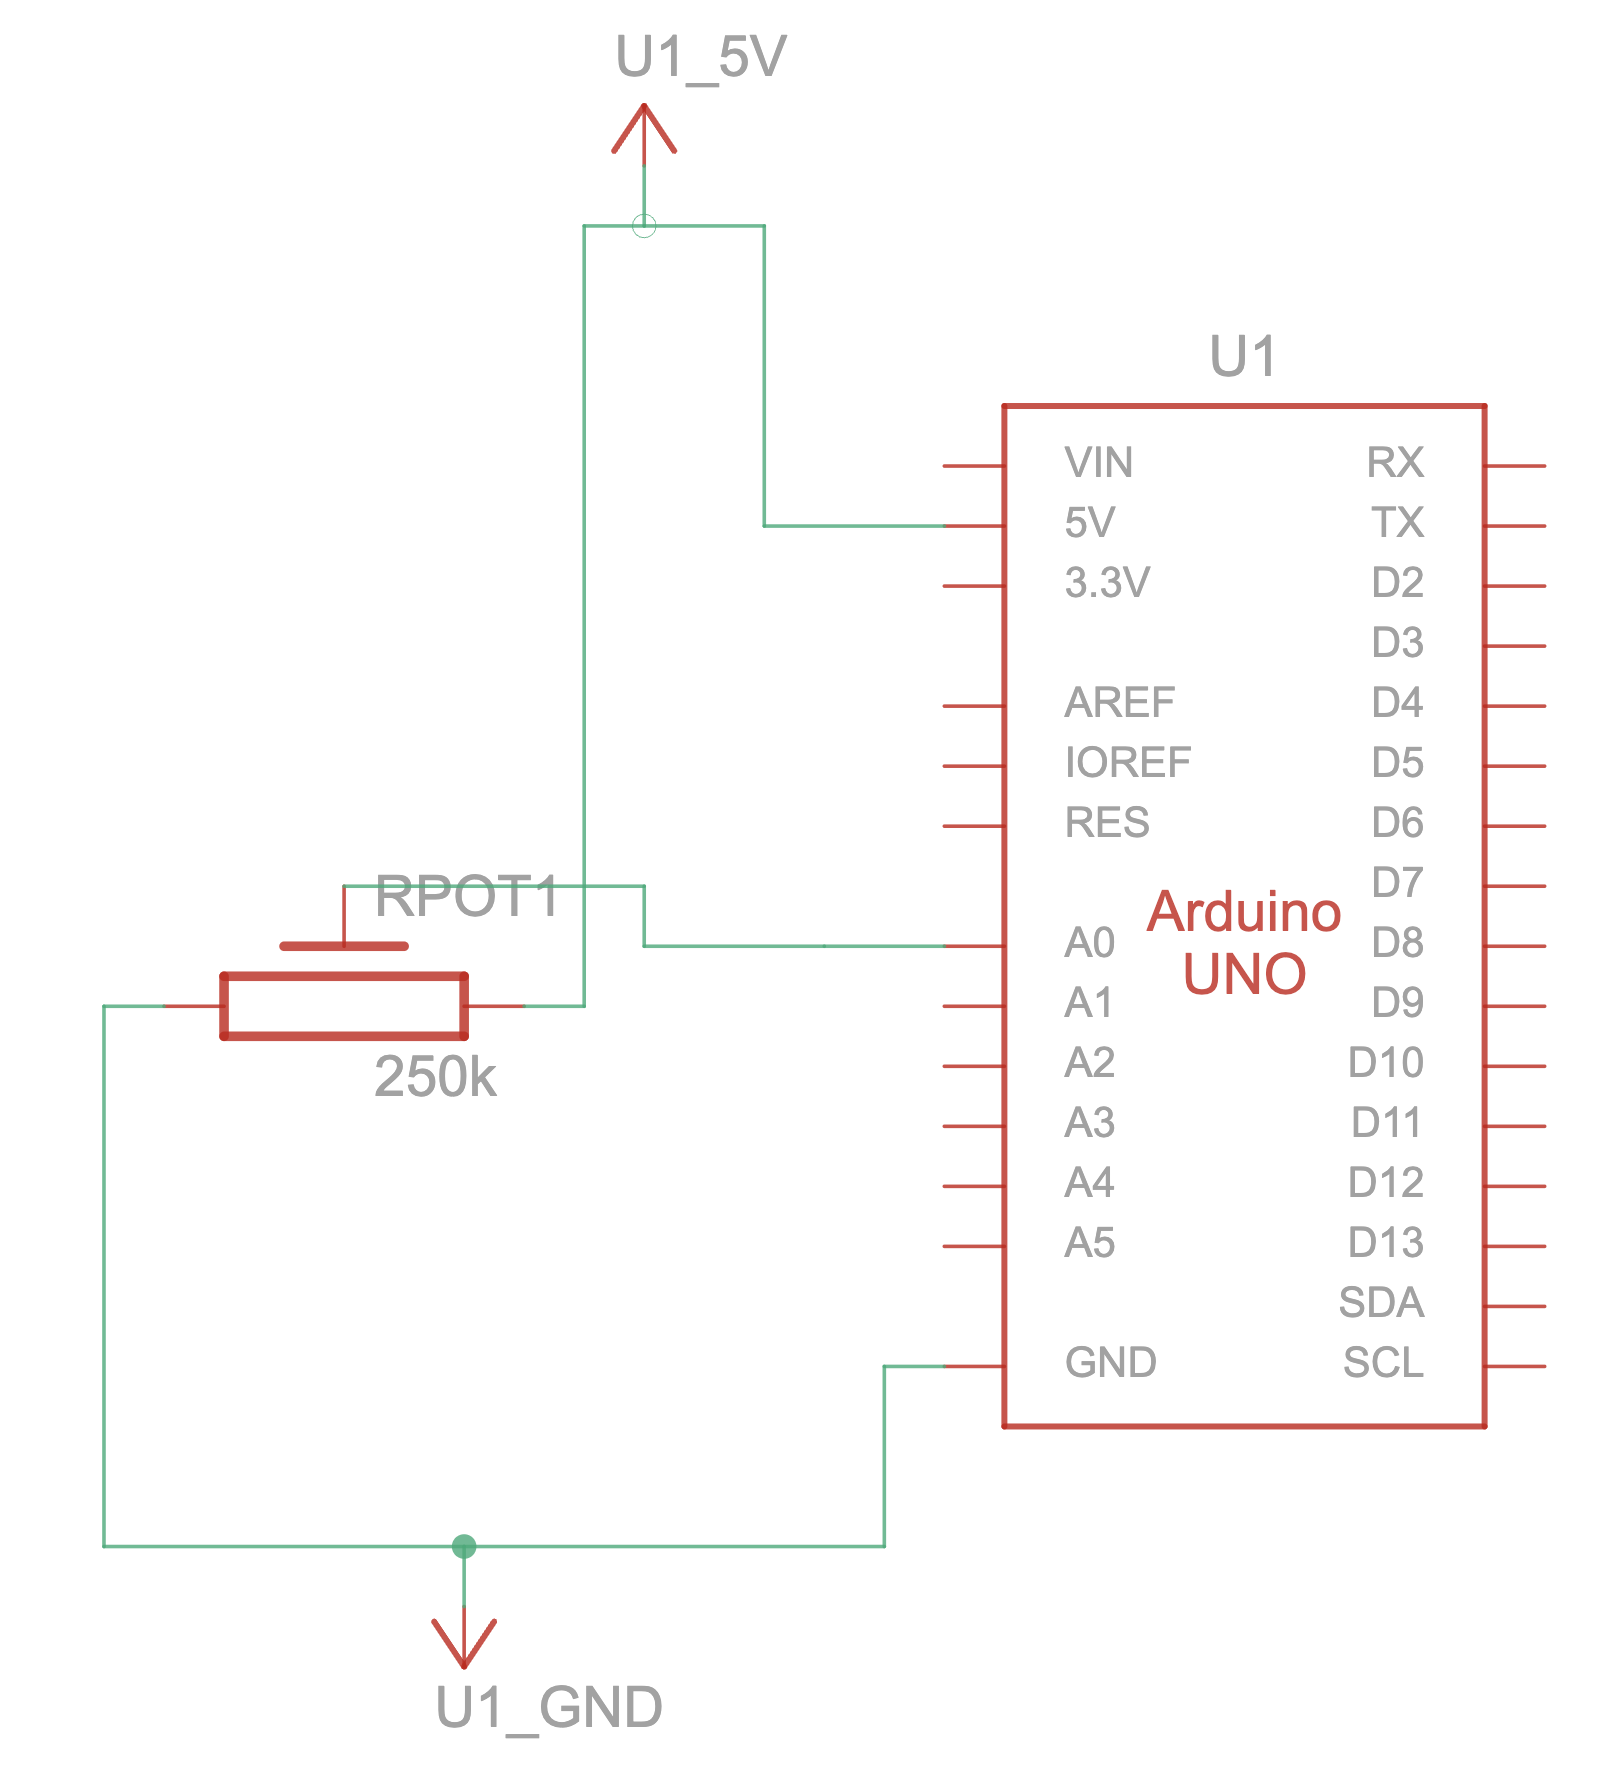 U1_5V
U1
VIN RX
5V TX
3.3V D2
D3
AREF D4
IOREF D5
RES D6
D7
RPOT1
Arduino
A0 D8
UNO
A1 D9
250k
A2 D10
A3 D11
A4 D12
A5 D13
SDA
GND SCL
U1_GND